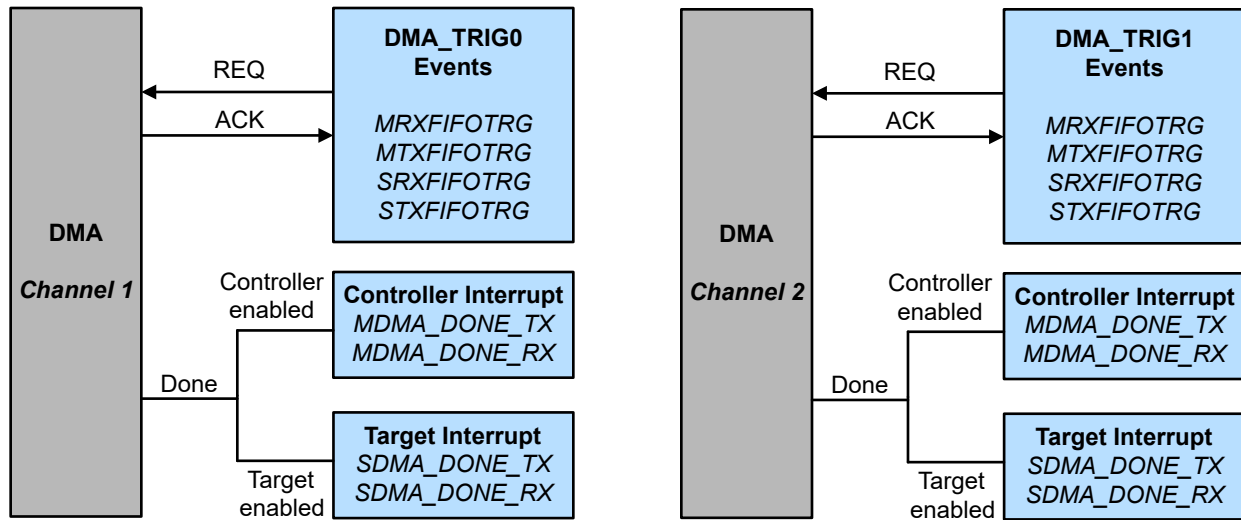 DMA
Channel 1
REQ
ACK
DMA_TRIG0
Events
MRXFIFOTRG
MTXFIFOTRG
SRXFIFOTRG
STXFIFOTRG
Controller
enabled
Controller Interrupt
MDMA_DONE_TX
MDMA_DONE_RX
Done
Target Interrupt
SDMA_DONE_TX
SDMA_DONE_RX
Target
enabled
DMA
Channel 2
REQ
ACK
DMA_TRIG1
Events
MRXFIFOTRG
MTXFIFOTRG
SRXFIFOTRG
STXFIFOTRG
Controller
enabled
Controller Interrupt
MDMA_DONE_TX
MDMA_DONE_RX
Done
Target Interrupt
SDMA_DONE_TX
SDMA_DONE_RX
Target
enabled